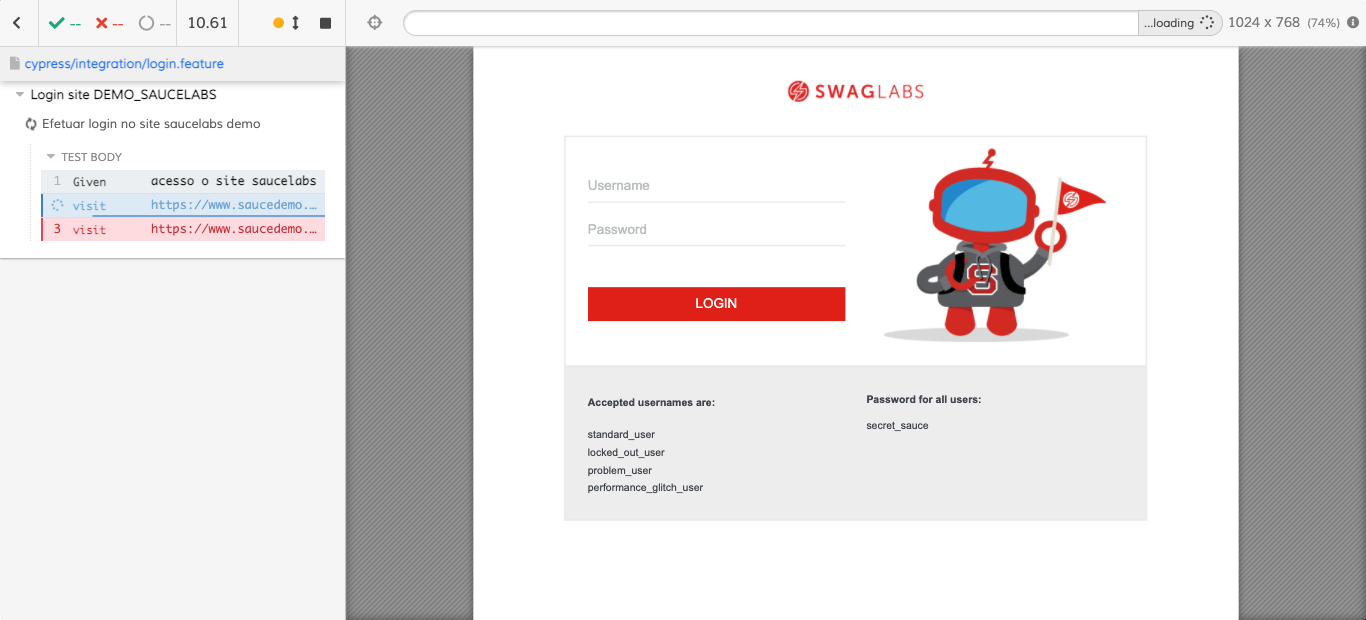 -- -- -- 10.61
...loading 1024 x 768 (74%)
cypress/integration/login.feature
Login site DEMO_SAUCELABS
Efetuar login no site saucelabs demo
TEST BODY
1 Given acesso o site saucelabs
visit https://www.saucedemo....
3 visit https://www.saucedemo....
SWAGLABS
Username
Password
LOGIN
Accepted usernames are:
standard_user
locked_out_user
problem_user
performance_glitch_user
Password for all users:
secret_sauce